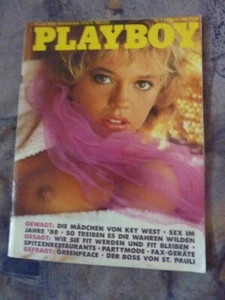 PLAYBOY
GEWAGT: DIE MÄDCHEN VON KEY WEST · SEX IM
JAHRE '88 · SO TREIBEN ES DIE WAHREN WILDEN
GESAGT: WIE SIE FIT WERDEN UND FIT BLEIBEN ·
SPITZENRESTAURANTS · PARTYMODE · FAX-GERÄTE
GEFRAGT: GREENPEACE · DER BOSS VON ST. PAULI